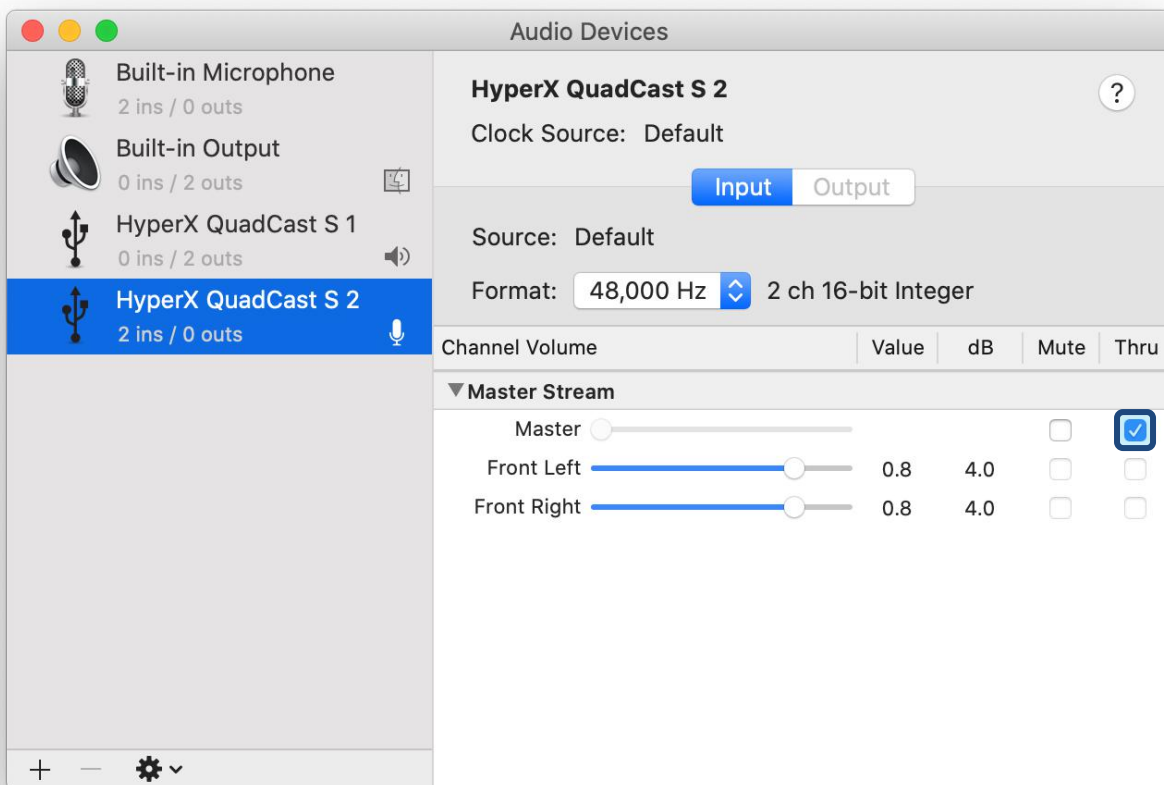 Audio Devices
Built-in Microphone
2 ins / 0 outs
Built-in Output
0 ins / 2 outs
HyperX QuadCast S 1
0 ins / 2 outs
HyperX QuadCast S 2
2 ins / 0 outs
HyperX QuadCast S 2
?
Clock Source: Default
Input Output
Source: Default
Format: 48,000 Hz 2 ch 16-bit Integer
Channel Volume Value dB Mute Thru
Master Stream
Master
Front Left 0.8 4.0
Front Right 0.8 4.0